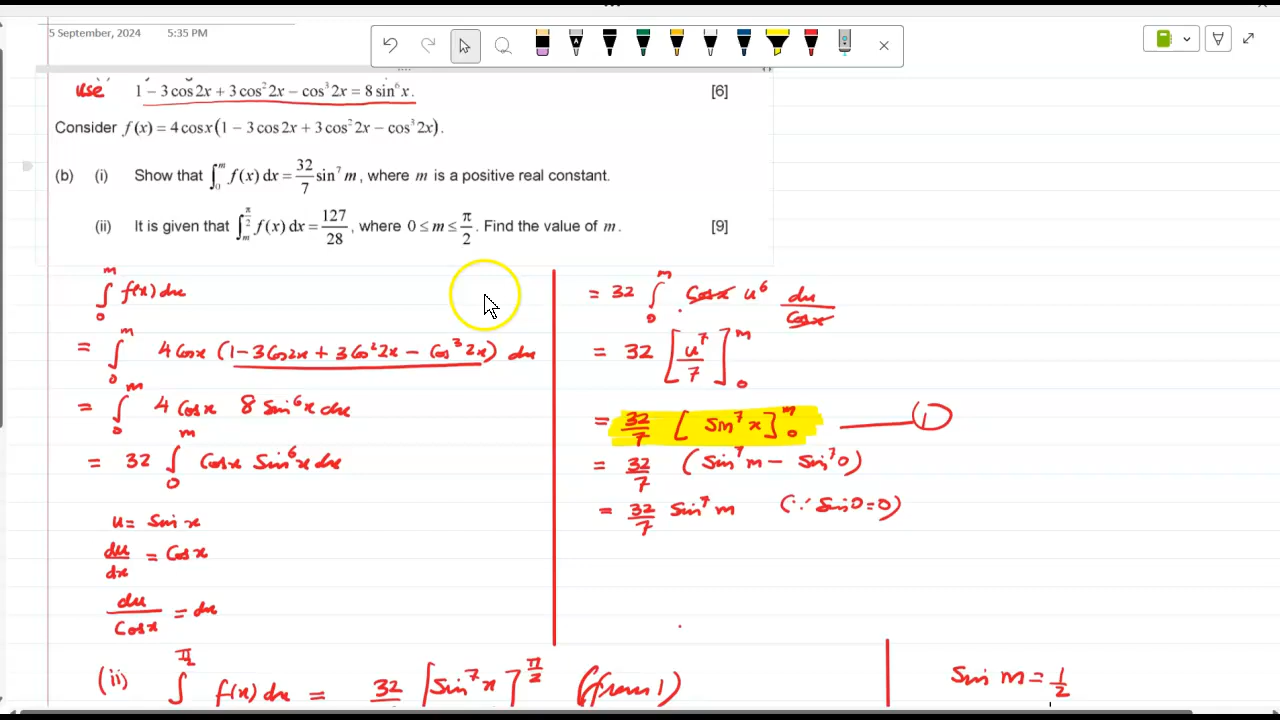 5 September, 2024 5:35 PM
use 1 − 3 cos 2x + 3 cos² 2x − cos³ 2x = 8 sin⁶ x. [6]
Consider f(x) = 4 cos x(1 − 3 cos 2x + 3 cos² 2x − cos³ 2x).
(b) (i) Show that ∫₀ᵐ f(x) dx = 32/7 sin⁷ m, where m is a positive real constant.
(ii) It is given that ∫ₘ^(π/2) f(x) dx = 127/28, where 0 ≤ m ≤ π/2. Find the value of m. [9]
∫₀ᵐ f(x) dx
= ∫₀ᵐ 4 Cos x (1 − 3 Cos 2x + 3 Cos² 2x − Cos³ 2x) dx
= ∫₀ᵐ 4 Cos x 8 Sin⁶ x dx
= 32 ∫₀ᵐ Cos x Sin⁶ x dx
u = Sin x
du/dx = Cos x
du/Cos x = dx
= 32 ∫₀ᵐ Cos x u⁶ du/Cos x
= 32 [u⁷/7]₀ᵐ
= 32/7 [Sin⁷ x]₀ᵐ —— ①
= 32/7 (Sin⁷ m − Sin⁷ 0)
= 32/7 Sin⁷ m (∵ Sin 0 = 0)
(ii) ∫^(π/2) f(x) dx = 32 [Sin⁷ x]^(π/2) (from 1)
Sin m = 1/2